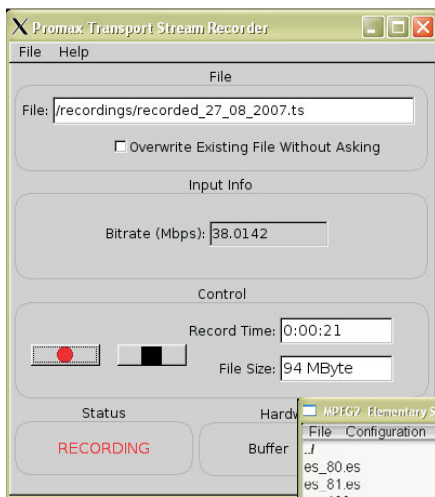 X Promax Transport Stream Recorder
File Help
File
File: /recordings/recorded_27_08_2007.ts
Overwrite Existing File Without Asking
Input Info
Bitrate (Mbps): 38.0142
Control
Record Time: 0:00:21
File Size: 94 MByte
Status
RECORDING
Hardw
Buffer
MPEG2 Elementary S
File Configuration
../
es_80.es
es_81.es